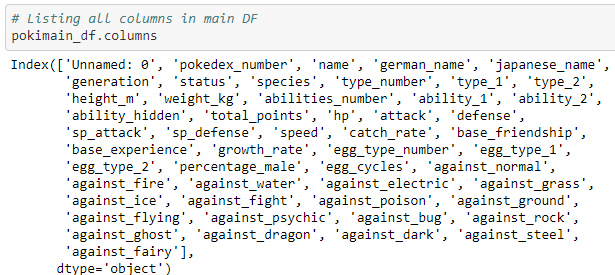 # Listing all columns in main DF
pokimain_df.columns
Index(['Unnamed: 0', 'pokedex_number', 'name', 'german_name', 'japanese_name',
'generation', 'status', 'species', 'type_number', 'type_1', 'type_2',
'height_m', 'weight_kg', 'abilities_number', 'ability_1', 'ability_2',
'ability_hidden', 'total_points', 'hp', 'attack', 'defense',
'sp_attack', 'sp_defense', 'speed', 'catch_rate', 'base_friendship',
'base_experience', 'growth_rate', 'egg_type_number', 'egg_type_1',
'egg_type_2', 'percentage_male', 'egg_cycles', 'against_normal',
'against_fire', 'against_water', 'against_electric', 'against_grass',
'against_ice', 'against_fight', 'against_poison', 'against_ground',
'against_flying', 'against_psychic', 'against_bug', 'against_rock',
'against_ghost', 'against_dragon', 'against_dark', 'against_steel',
'against_fairy'],
dtype='object')